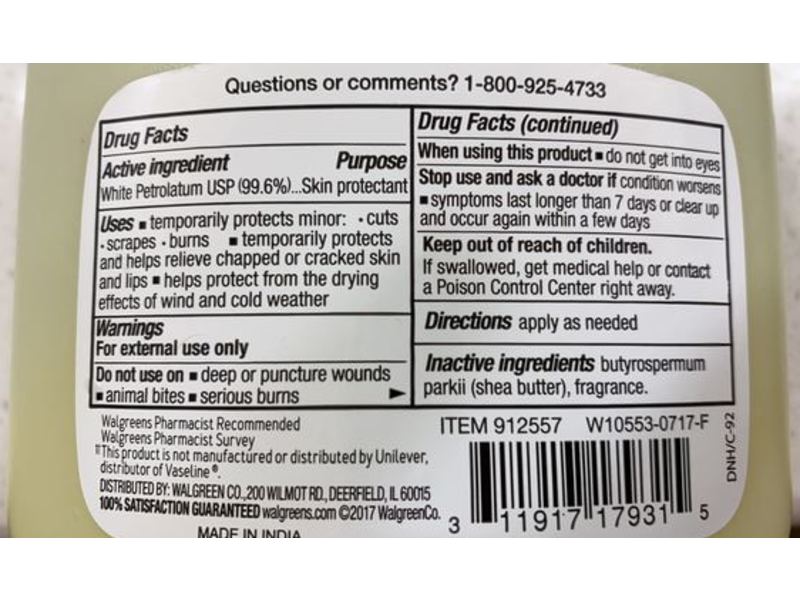 Questions or comments? 1-800-925-4733
Drug Facts
Active ingredient Purpose
White Petrolatum USP (99.6%)...Skin protectant
Uses ▪ temporarily protects minor: • cuts
• scrapes • burns ▪ temporarily protects
and helps relieve chapped or cracked skin
and lips ▪ helps protect from the drying
effects of wind and cold weather
Warnings
For external use only
Do not use on ▪ deep or puncture wounds
▪ animal bites ▪ serious burns
Drug Facts (continued)
When using this product ▪ do not get into eyes
Stop use and ask a doctor if condition worsens
▪ symptoms last longer than 7 days or clear up
and occur again within a few days
Keep out of reach of children.
If swallowed, get medical help or contact
a Poison Control Center right away.
Directions apply as needed
Inactive ingredients butyrospermum
parkii (shea butter), fragrance.
Walgreens Pharmacist Recommended
Walgreens Pharmacist Survey
††This product is not manufactured or distributed by Unilever,
distributor of Vaseline®.
DISTRIBUTED BY: WALGREEN CO., 200 WILMOT RD., DEERFIELD, IL 60015
100% SATISFACTION GUARANTEED walgreens.com ©2017 WalgreenCo.
MADE IN INDIA
ITEM 912557 W10553-0717-F
DNH/C-92
3 11917 17931 5